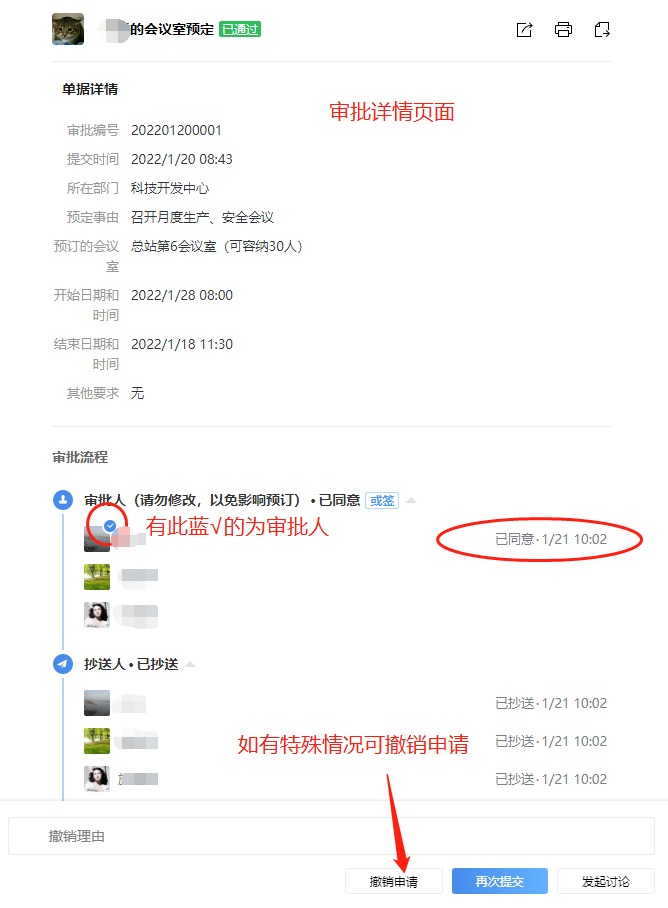 的会议室预定 已通过
单据详情
审批详情页面
审批编号 202201200001
提交时间 2022/1/20 08:43
所在部门 科技开发中心
预定事由 召开月度生产、安全会议
预订的会议 总站第6会议室（可容纳30人）
室
开始日期和 2022/1/28 08:00
时间
结束日期和 2022/1/18 11:30
时间
其他要求 无
审批流程
审批人（请勿修改，以免影响预订）• 已同意 或签
有此蓝√的为审批人
已同意·1/21 10:02
抄送人 • 已抄送
已抄送·1/21 10:02
如有特殊情况可撤销申请
已抄送·1/21 10:02
已抄送·1/21 10:02
撤销理由
撤销申请 再次提交 发起讨论